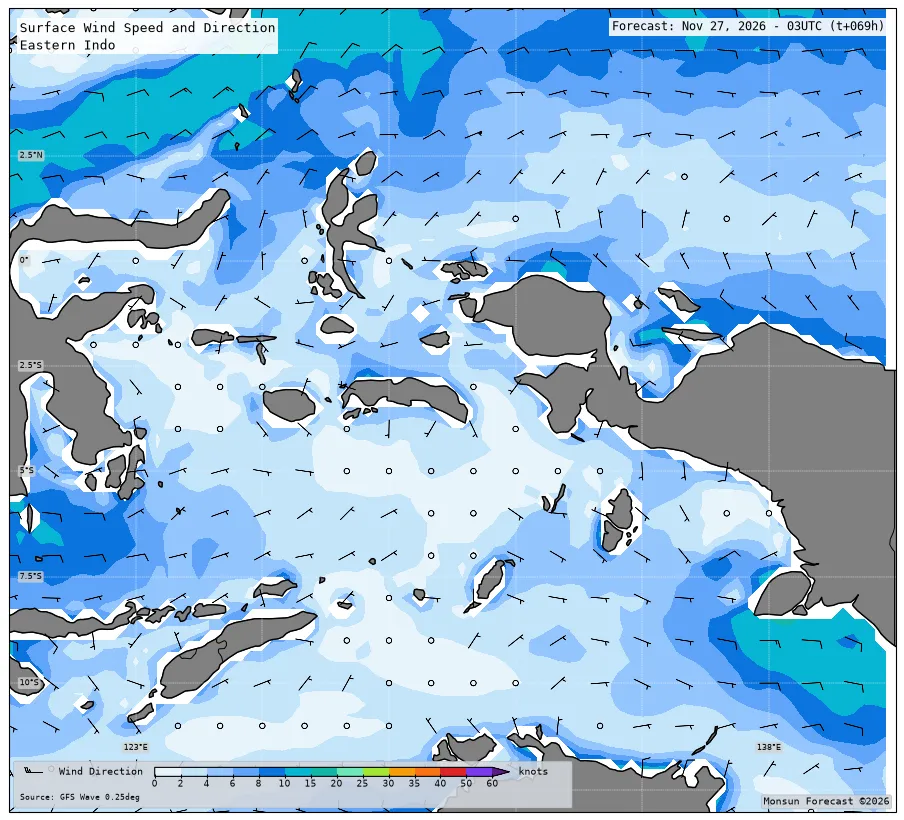 Surface Wind Speed and Direction
Eastern Indo
Forecast: Nov 27, 2026 - 03UTC (t+069h)
2.5°N
0°
2.5°S
5°S
7.5°S
10°S
123°E
138°E
Wind Direction
0 2 4 6 8 10 15 20 25 30 35 40 50 60
knots
Source: GFS Wave 0.25deg
Monsun Forecast ©2026